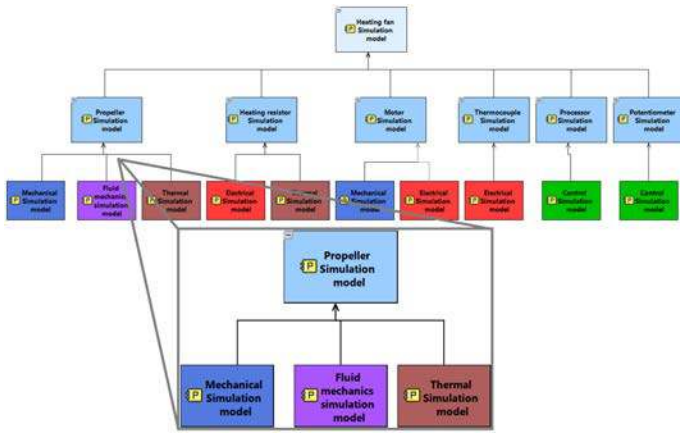 Heating fan
Simulation
model
Propeller
Simulation
model
Heating resistor
Simulation
model
Motor
Simulation
model
Thermocouple
Simulation
model
Processor
Simulation
model
Potentiometer
Simulation
model
Mechanical
Simulation
model
Fluid
mechanics
simulation
model
Thermal
Simulation
model
Electrical
Simulation
model
Simulation
model
Mechanical
Simulation
model
Electrical
Simulation
model
Electrical
Simulation
model
Control
Simulation
model
Control
Simulation
model
P Propeller
Simulation
model
P Mechanical
Simulation
model
P Fluid
mechanics
simulation
model
P Thermal
Simulation
model